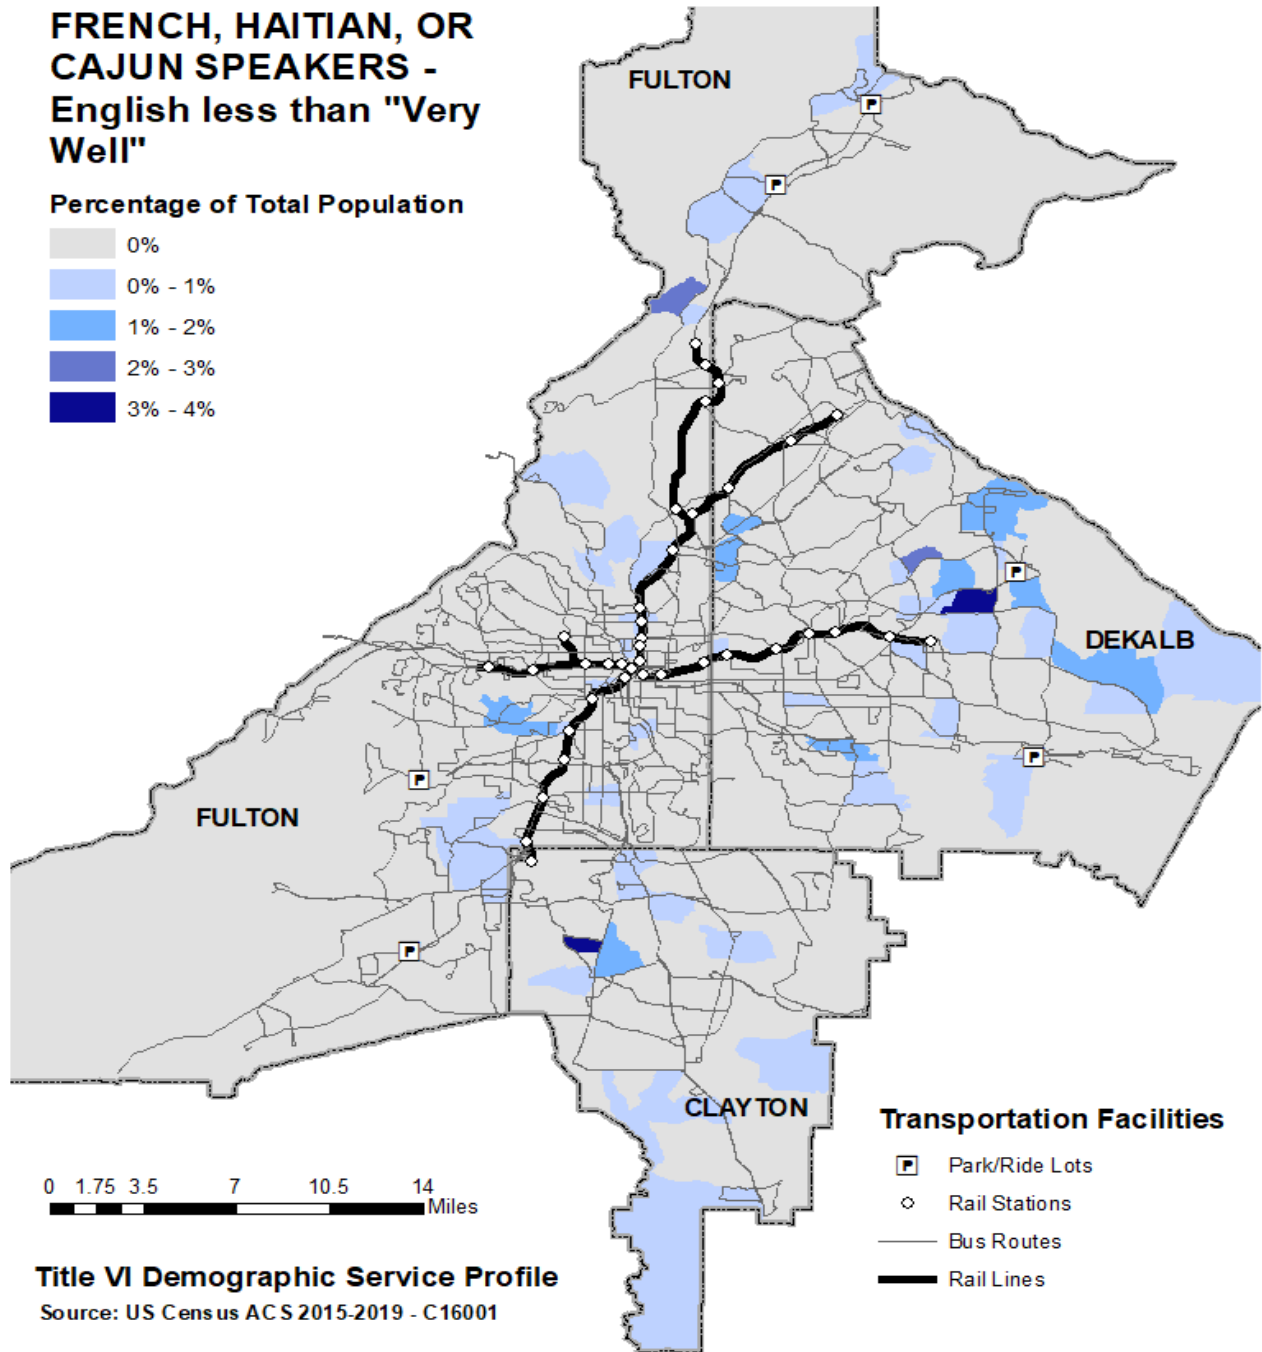 FRENCH, HAITIAN, OR
CAJUN SPEAKERS -
English less than "Very
Well"
Percentage of Total Population
0%
0% - 1%
1% - 2%
2% - 3%
3% - 4%
FULTON
P
P
P
DEKALB
P
P
FULTON
P
CLAYTON
Transportation Facilities
P Park/Ride Lots
Rail Stations
Bus Routes
Rail Lines
0 1.75 3.5 7 10.5 14
Miles
Title VI Demographic Service Profile
Source: US Census ACS 2015-2019 - C16001